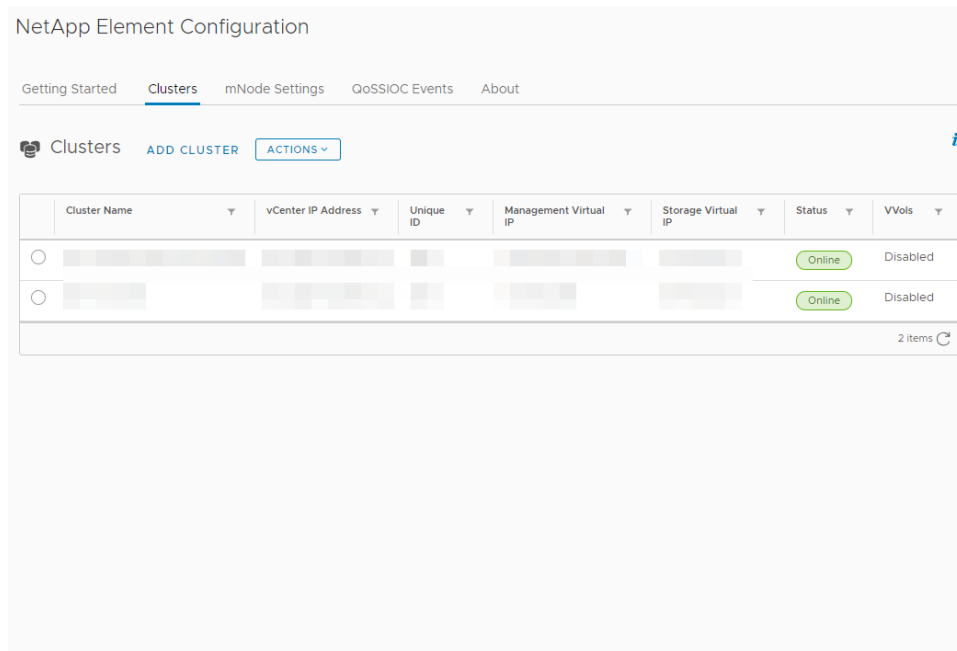 NetApp Element Configuration
Getting Started Clusters mNode Settings QoSSIOC Events About
Clusters ADD CLUSTER ACTIONS
Cluster Name vCenter IP Address Unique ID Management Virtual IP Storage Virtual IP Status VVols
Online Disabled
Online Disabled
2 items